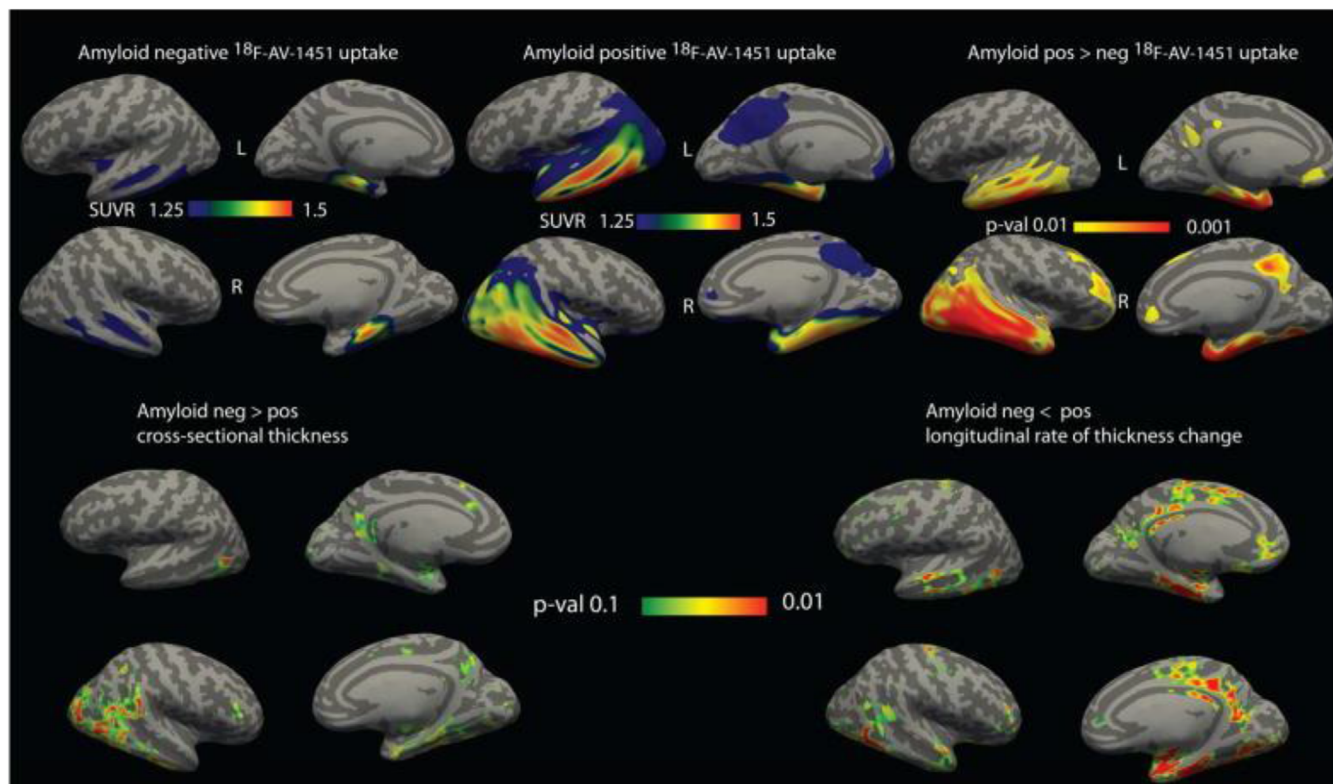 Amyloid negative ¹⁸F-AV-1451 uptake
Amyloid positive ¹⁸F-AV-1451 uptake
Amyloid pos > neg ¹⁸F-AV-1451 uptake
L
L
L
SUVR 1.25 1.5
SUVR 1.25 1.5
p-val 0.01 0.001
R
R
R
Amyloid neg > pos
cross-sectional thickness
Amyloid neg < pos
longitudinal rate of thickness change
p-val 0.1 0.01